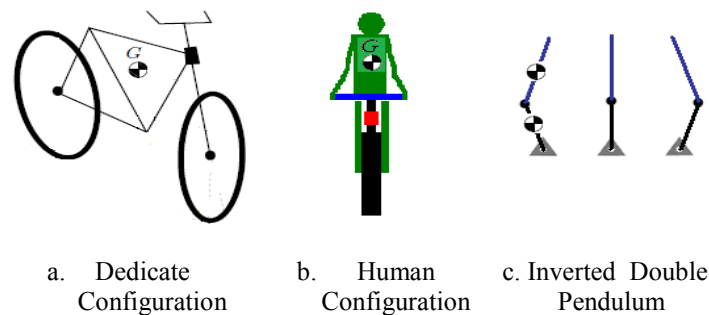 G
G
a. Dedicate
Configuration
b. Human
Configuration
c. Inverted Double
Pendulum